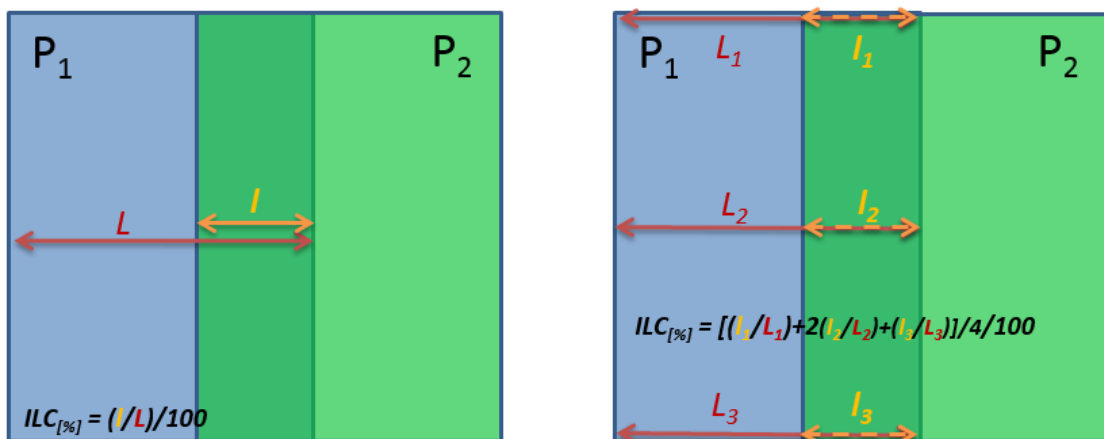 P1 P2
l
L
ILC[%] = (l/L)/100
P1 L1 l1 P2
L2 l2
ILC[%] = [(l1/L1)+2(l2/L2)+(l3/L3)]/4/100
L3 l3